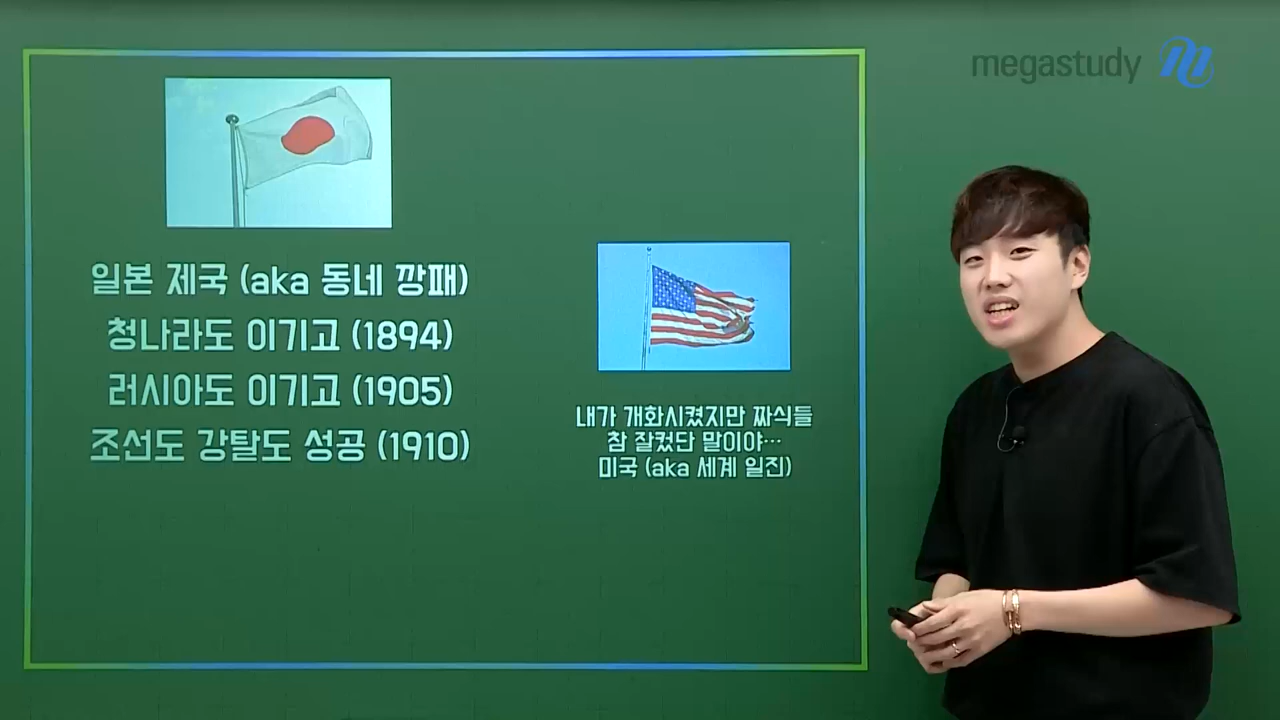 megastudy
일본 제국 (aka 동네 깡패)
청나라도 이기고 (1894)
러시아도 이기고 (1905)
조선도 강탈도 성공 (1910)
내가 개화시켰지만 짜식들
참 잘컸단 말이야…
미국 (aka 세계 일진)